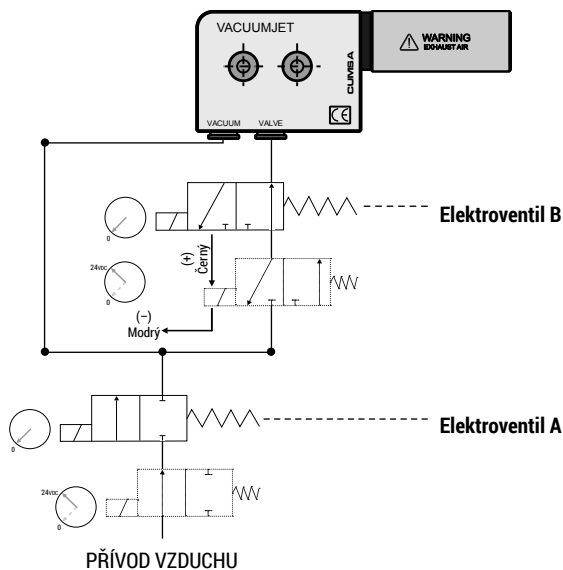 VACUUMJET
WARNING
EXHAUST AIR
CUMSA
CE
VACUUM VALVE
Elektroventil B
0
(+)
Černý
24VDC
0
(–)
Modrý
Elektroventil A
0
24VDC
0
PŘÍVOD VZDUCHU